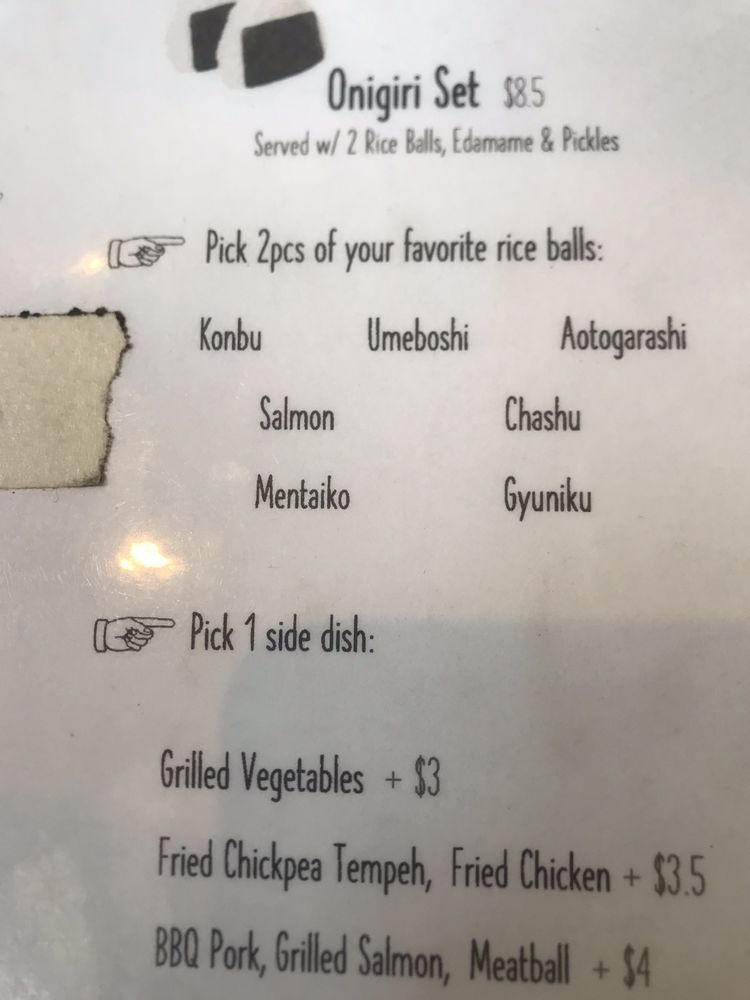 Onigiri Set $8.5
Served w/ 2 Rice Balls, Edamame & Pickles
Pick 2pcs of your favorite rice balls:
Konbu Umeboshi Aotogarashi
Salmon Chashu
Mentaiko Gyuniku
Pick 1 side dish:
Grilled Vegetables + $3
Fried Chickpea Tempeh, Fried Chicken + $3.5
BBQ Pork, Grilled Salmon, Meatball + $4